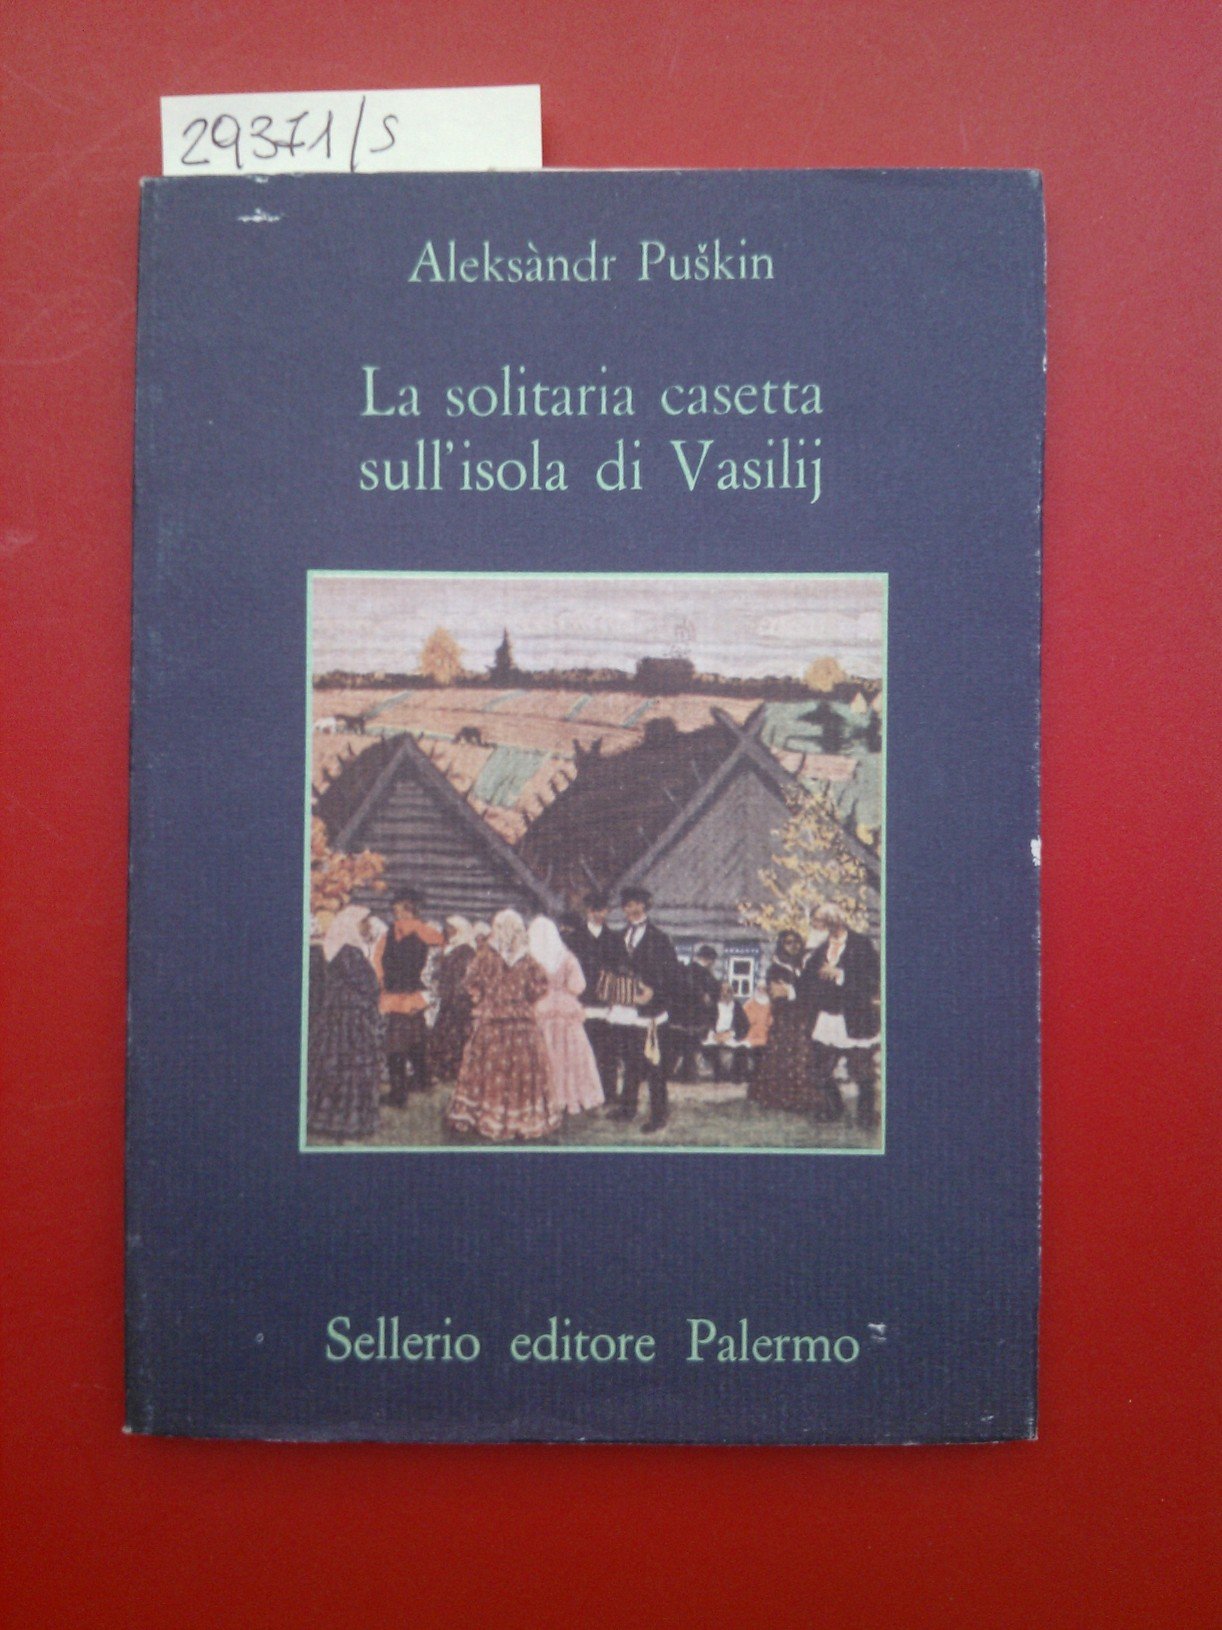 29371/s
Aleksàndr Puškin
La solitaria casetta
sull'isola di Vasilij
Sellerio editore Palermo